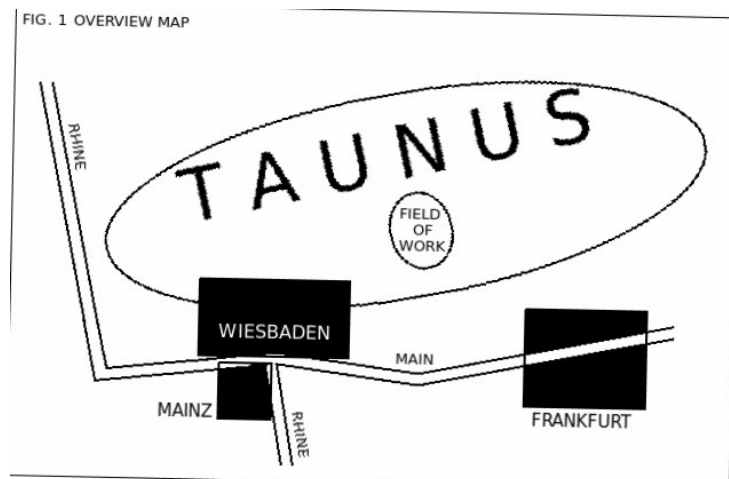 FIG. 1 OVERVIEW MAP
RHINE
TAUNUS
FIELD
OF
WORK
WIESBADEN
MAIN
MAINZ
FRANKFURT
RHINE